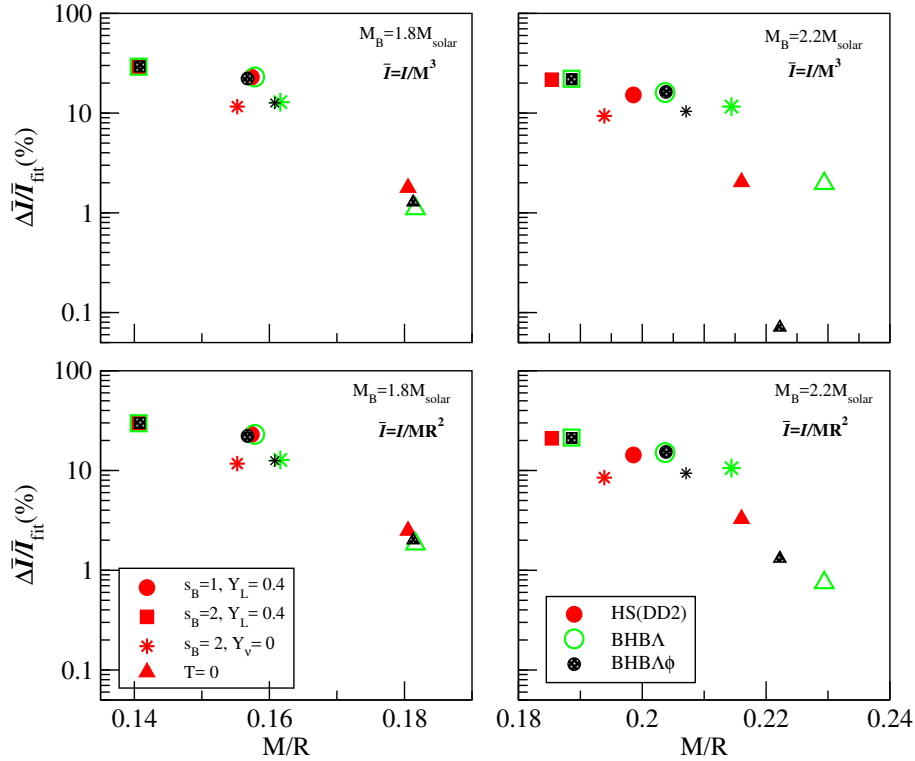 100
10
1
0.1
ΔĪ/Ī_fit(%)
M_B=1.8M_solar
Ī=I/M^3
M_B=2.2M_solar
Ī=I/M^3
100
10
1
0.1
ΔĪ/Ī_fit(%)
M_B=1.8M_solar
Ī=I/MR^2
M_B=2.2M_solar
Ī=I/MR^2
s_B=1, Y_L= 0.4
s_B=2, Y_L= 0.4
s_B=2, Y_ν= 0
T= 0
HS(DD2)
BHBΛ
BHBΛϕ
0.14 0.16 0.18
0.18 0.2 0.22 0.24
M/R
M/R